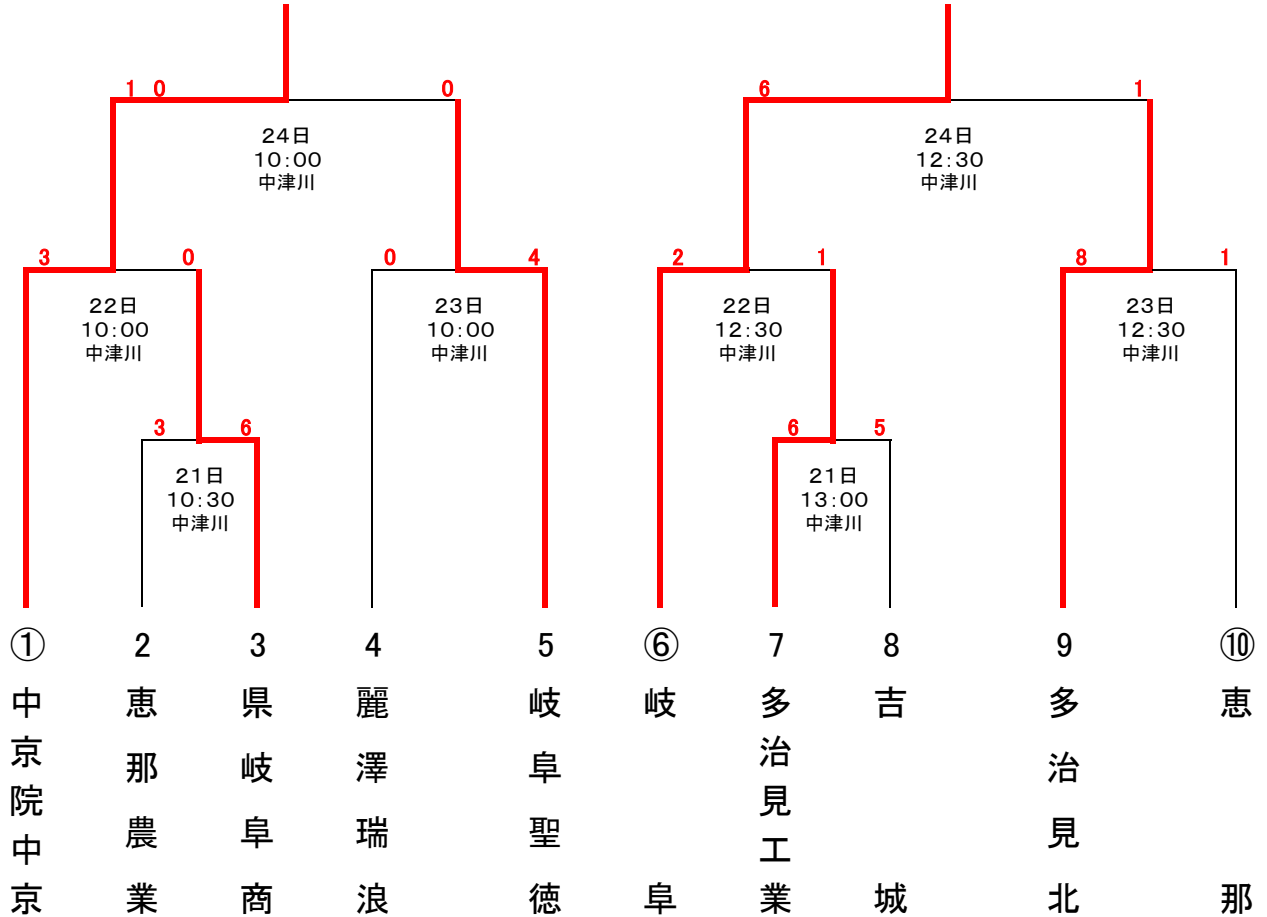 1 0 0 6 1
24日 24日
10:00 12:30
中津川 中津川
3 0 0 4 2 1 8 1
22日 23日 22日 23日
10:00 10:00 12:30 12:30
中津川 中津川 中津川 中津川
3 6 6 5
21日 21日
10:30 13:00
中津川 中津川
① 2 3 4 5 ⑥ 7 8 9 ⑩
中京院中京
恵那農業
県岐阜商
麗澤瑞浪
岐阜聖徳
岐阜
多治見工業
吉城
多治見北
恵那